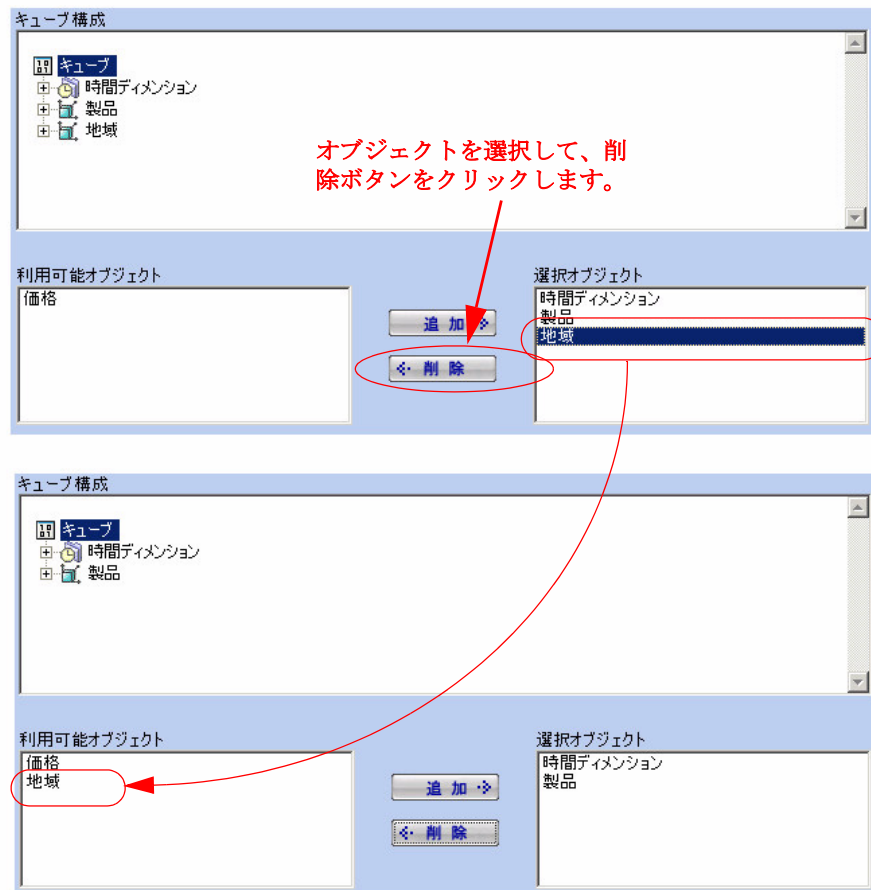 キューブ構成
キューブ
時間ディメンション
製品
地域
オブジェクトを選択して、削
除ボタンをクリックします。
利用可能オブジェクト
価格
追 加
削 除
選択オブジェクト
時間ディメンション
製品
地域
キューブ構成
キューブ
時間ディメンション
製品
利用可能オブジェクト
価格
地域
追 加
削 除
選択オブジェクト
時間ディメンション
製品